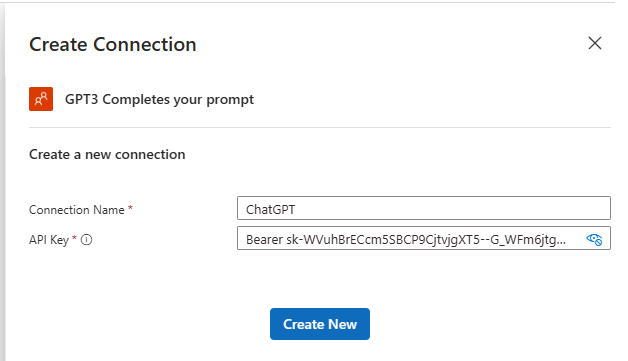 Create Connection
GPT3 Completes your prompt
Create a new connection
Connection Name *
ChatGPT
API Key *
Bearer sk-WVuhBrECcm5SBCP9CjtvjgXT5--G_WFm6jtg...
Create New